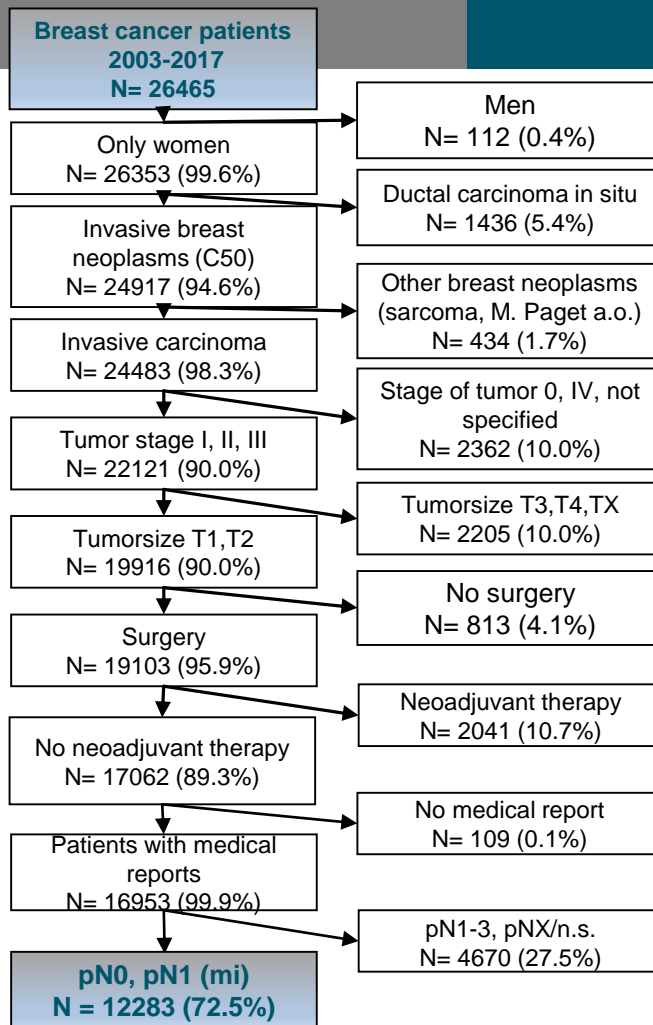 Breast cancer patients
2003-2017
N= 26465
Men
N= 112 (0.4%)
Only women
N= 26353 (99.6%)
Ductal carcinoma in situ
N= 1436 (5.4%)
Invasive breast
neoplasms (C50)
N= 24917 (94.6%)
Other breast neoplasms
(sarcoma, M. Paget a.o.)
N= 434 (1.7%)
Invasive carcinoma
N= 24483 (98.3%)
Stage of tumor 0, IV, not
specified
N= 2362 (10.0%)
Tumor stage I, II, III
N= 22121 (90.0%)
Tumorsize T3,T4,TX
N= 2205 (10.0%)
Tumorsize T1,T2
N= 19916 (90.0%)
No surgery
N= 813 (4.1%)
Surgery
N= 19103 (95.9%)
Neoadjuvant therapy
N= 2041 (10.7%)
No neoadjuvant therapy
N= 17062 (89.3%)
No medical report
N= 109 (0.1%)
Patients with medical
reports
N= 16953 (99.9%)
pN1-3, pNX/n.s.
N= 4670 (27.5%)
pN0, pN1 (mi)
N = 12283 (72.5%)